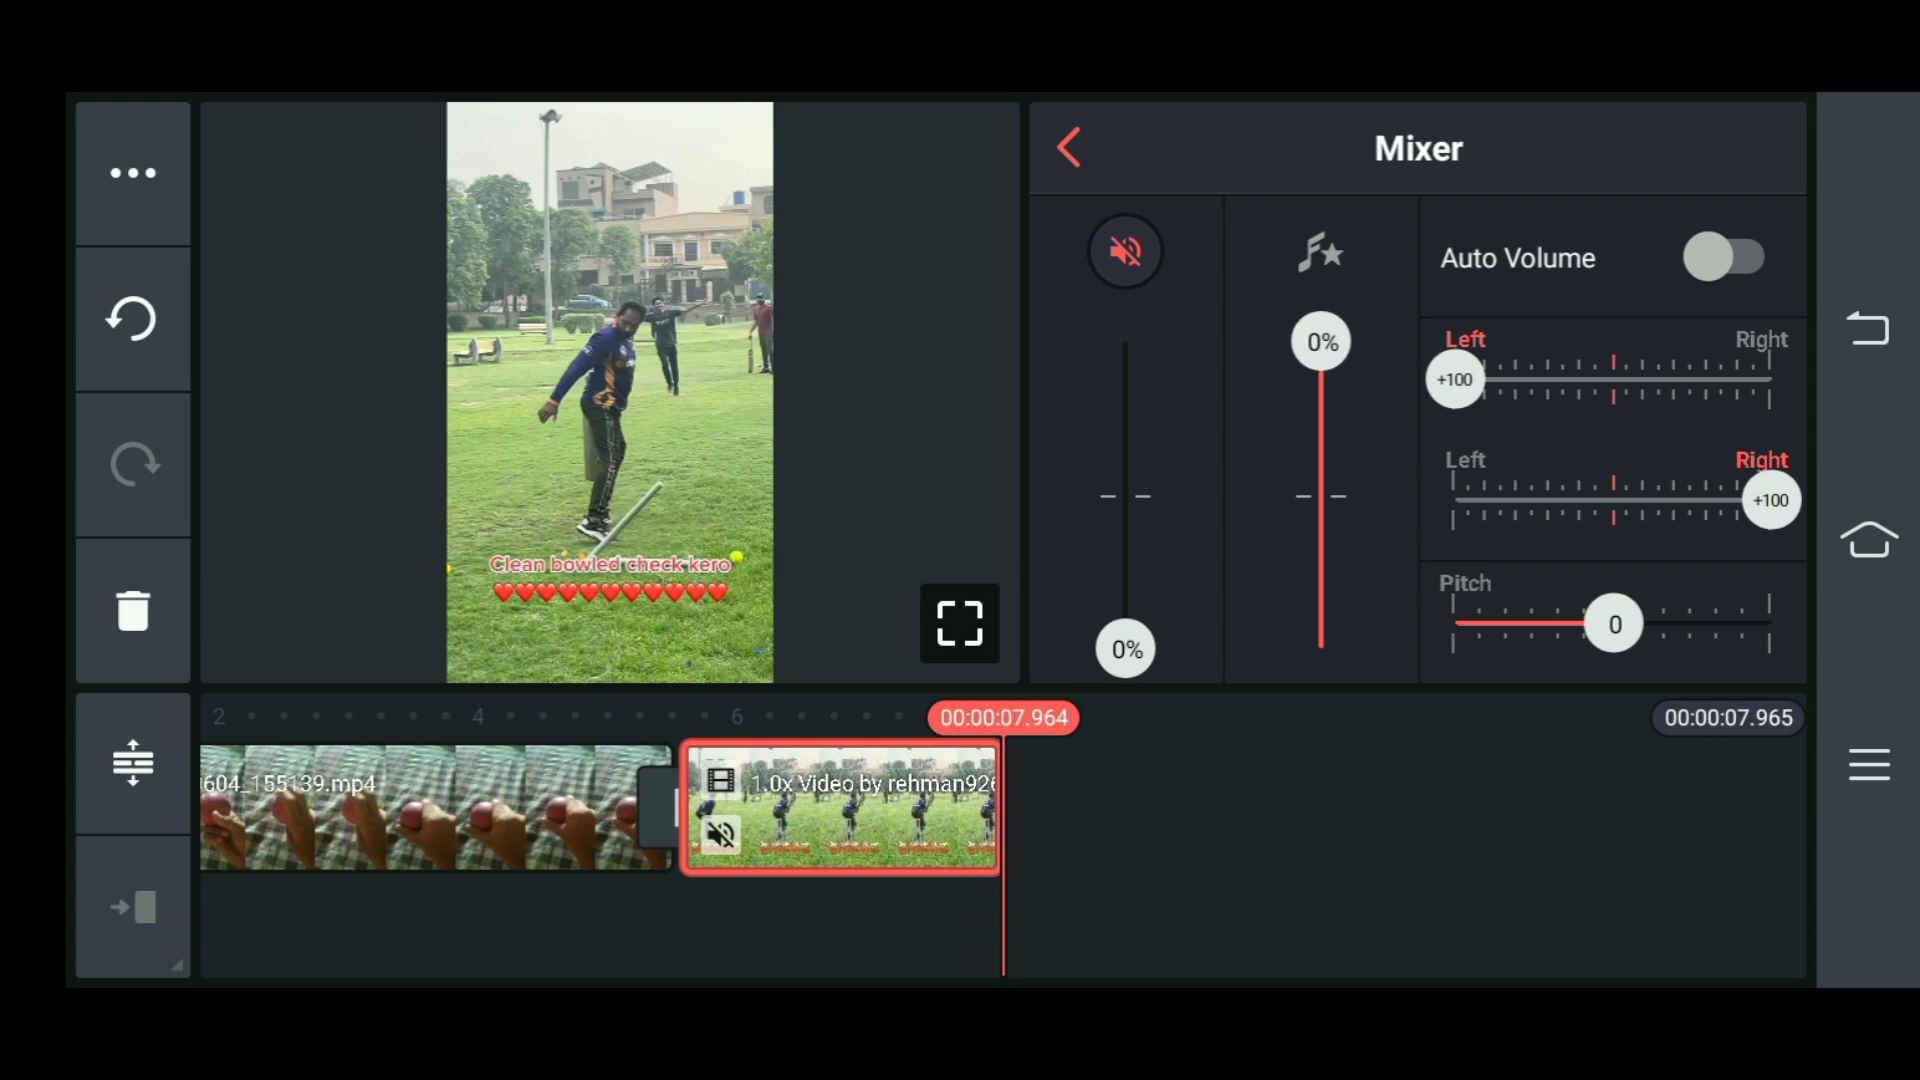 Mixer
Auto Volume
0%
0%
Left
Right
+100
Left
Right
+100
Pitch
0
Clean bowled check kero
❤️❤️❤️❤️❤️❤️❤️❤️❤️❤️❤️
2
4
6
00:00:07.964
00:00:07.965
604_155139.mp4
1.0x Video by rehman926